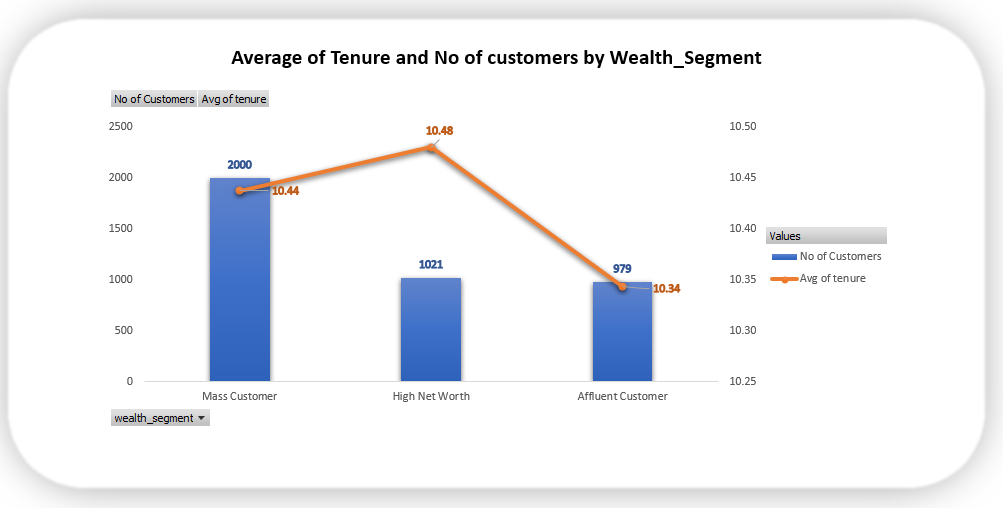 Average of Tenure and No of customers by Wealth_Segment
No of Customers Avg of tenure
2500 10.50
10.48
2000
2000 10.45
10.44
1500 10.40
Values
No of Customers
1021
979
1000 10.35
Avg of tenure
10.34
500 10.30
0 10.25
Mass Customer High Net Worth Affluent Customer
wealth_segment